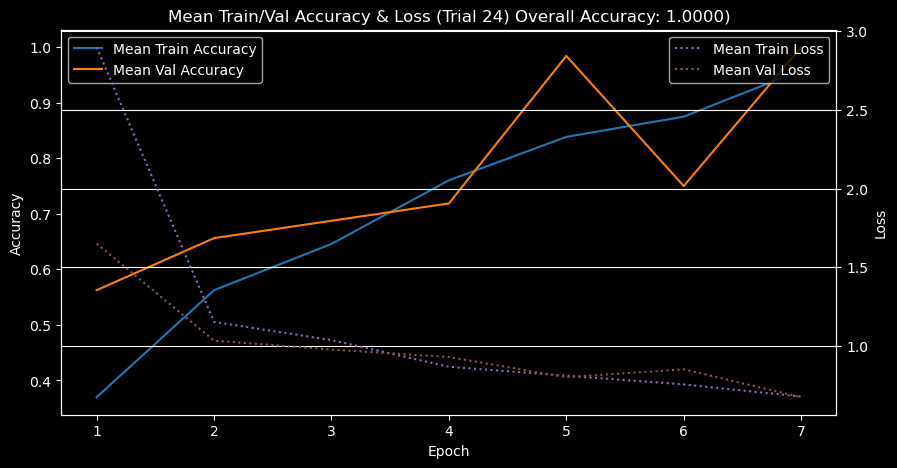 Mean Train/Val Accuracy & Loss (Trial 24) Overall Accuracy: 1.0000)
Mean Train Accuracy
Mean Val Accuracy
Mean Train Loss
Mean Val Loss
1.0
0.9
0.8
0.7
0.6
0.5
0.4
Accuracy
3.0
2.5
2.0
1.5
1.0
Loss
1 2 3 4 5 6 7
Epoch